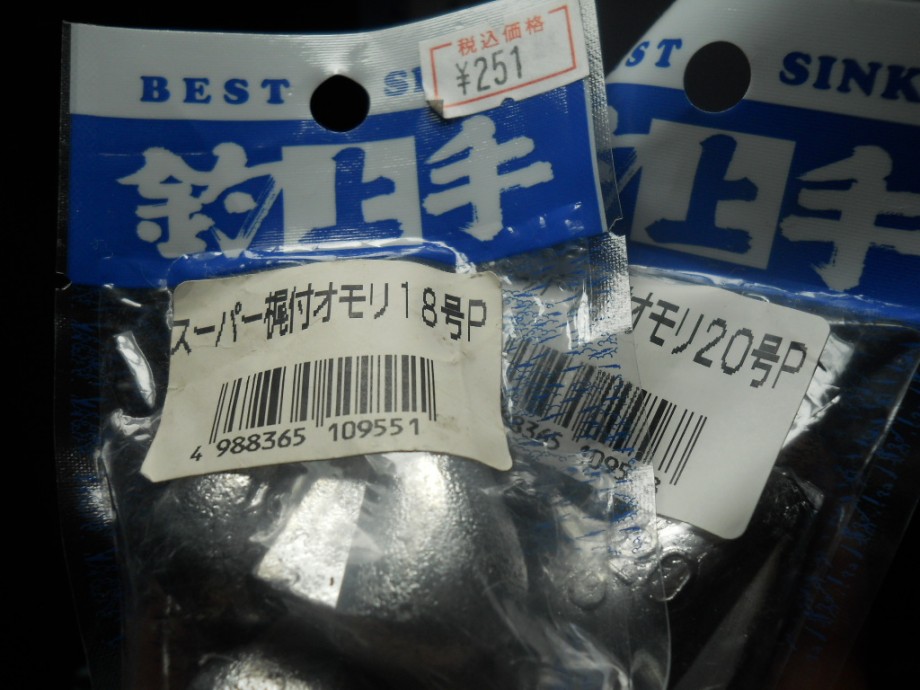 税込価格
¥251
BEST SI
釣上手
スーパー梶付オモリ18号P
4 988365 109551
ST SINK
上手
オモリ20号P